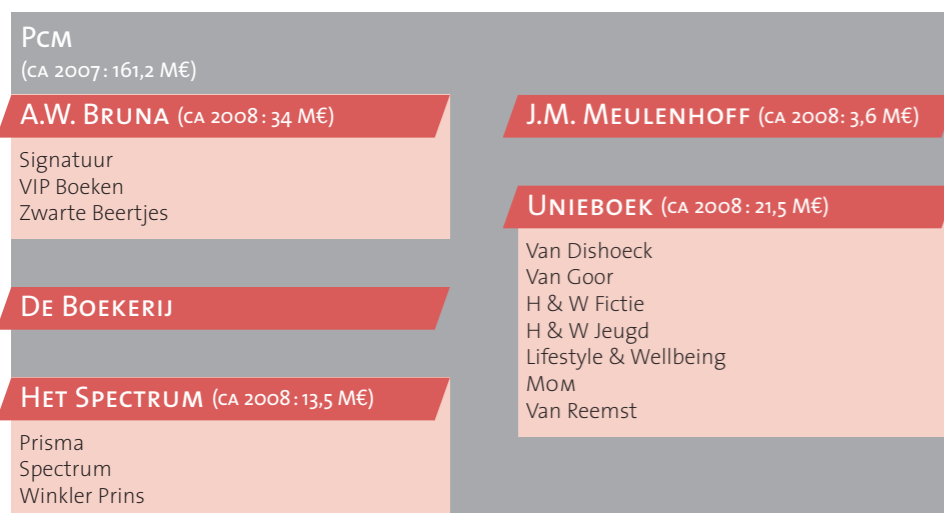 PCM
(CA 2007 : 161,2 M€)
A.W. BRUNA (CA 2008 : 34 M€)
Signatuur
VIP Boeken
Zwarte Beertjes
DE BOEKERIJ
HET SPECTRUM (CA 2008 : 13,5 M€)
Prisma
Spectrum
Winkler Prins
J.M. MEULENHOFF (CA 2008 : 3,6 M€)
UNIEBOEK (CA 2008 : 21,5 M€)
Van Dishoeck
Van Goor
H & W Fictie
H & W Jeugd
Lifestyle & Wellbeing
MOM
Van Reemst